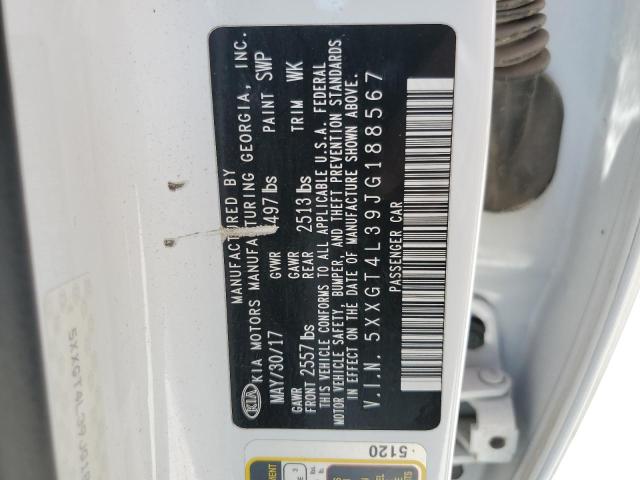 KIA
MANUFACTURED BY
KIA MOTORS MANUFACTURING GEORGIA, INC.
MAY/30/17 GVWR 4497 lbs PAINT SWP
GAWR GAWR
FRONT 2557 lbs REAR 2513 lbs TRIM WK
THIS VEHICLE CONFORMS TO ALL APPLICABLE U.S.A. FEDERAL
MOTOR VEHICLE SAFETY, BUMPER, AND THEFT PREVENTION STANDARDS
IN EFFECT ON THE DATE OF MANUFACTURE SHOWN ABOVE.
V.I.N. 5XXGT4L39JG188567
PASSENGER CAR
5120